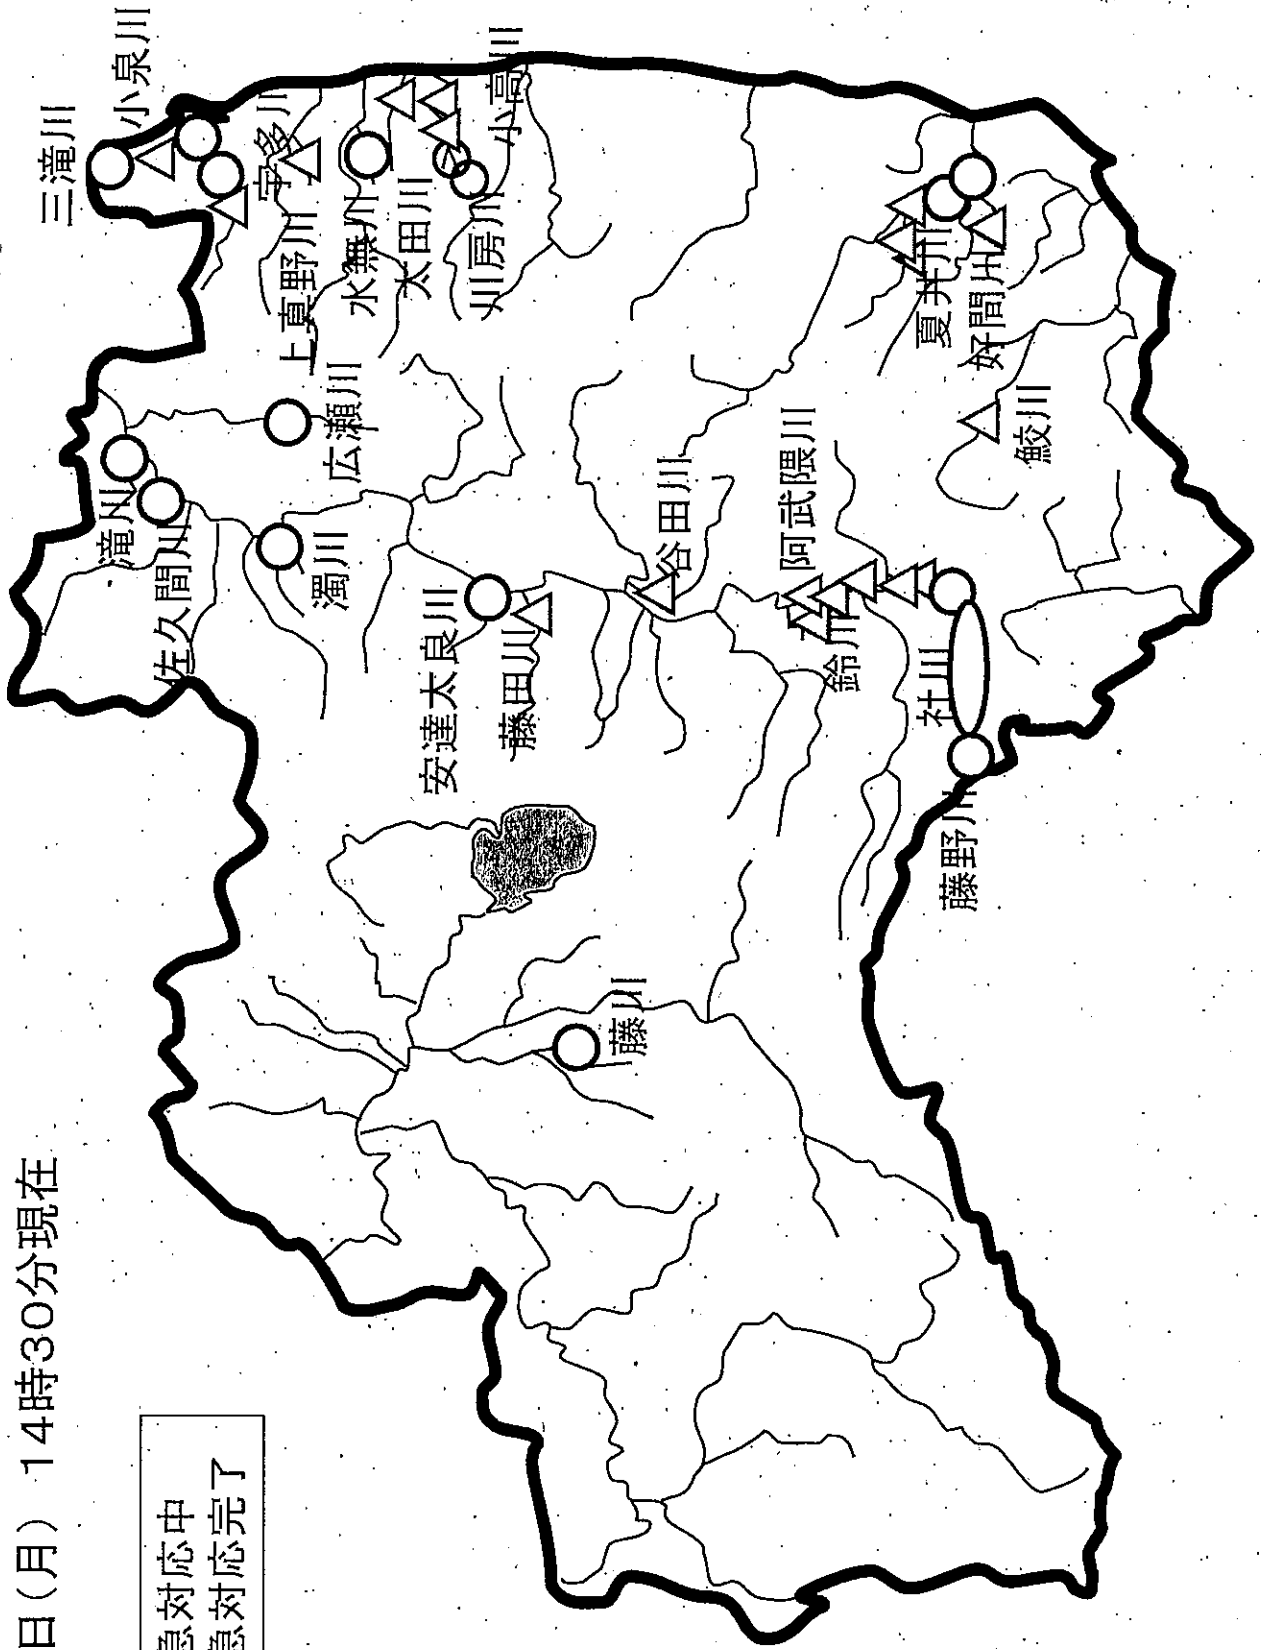 日(月) 14時30分現在
急対応中
急対応完了
三滝川
小泉川
宇多川
上真野川
水無川
太田川
小高川
川房川
滝川
佐久間川
広瀬川
濁川
安達太良川
藤田川
谷田川
阿武隈川
鈴川
社川
藤野川
夏井川
好間川
鮫川
藤川